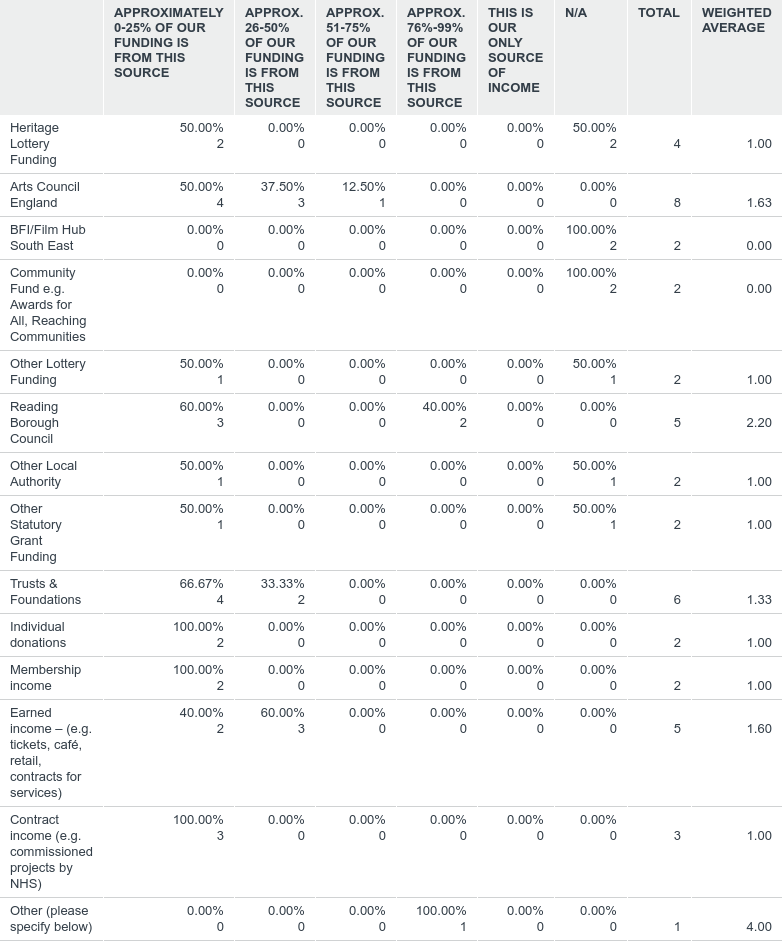 APPROXIMATELY 0-25% OF OUR FUNDING IS FROM THIS SOURCE
APPROX. 26-50% OF OUR FUNDING IS FROM THIS SOURCE
APPROX. 51-75% OF OUR FUNDING IS FROM THIS SOURCE
APPROX. 76%-99% OF OUR FUNDING IS FROM THIS SOURCE
THIS IS OUR ONLY SOURCE OF INCOME
N/A
TOTAL
WEIGHTED AVERAGE
Heritage 50.00% 0.00% 0.00% 0.00% 0.00% 50.00%
Lottery 2 0 0 0 0 2 4 1.00
Funding
Arts Council 50.00% 37.50% 12.50% 0.00% 0.00% 0.00%
England 4 3 1 0 0 0 8 1.63
BFI/Film Hub 0.00% 0.00% 0.00% 0.00% 0.00% 100.00%
South East 0 0 0 0 0 2 2 0.00
Community 0.00% 0.00% 0.00% 0.00% 0.00% 100.00%
Fund e.g. 0 0 0 0 0 2 2 0.00
Awards for
All, Reaching
Communities
Other Lottery 50.00% 0.00% 0.00% 0.00% 0.00% 50.00%
Funding 1 0 0 0 0 1 2 1.00
Reading 60.00% 0.00% 0.00% 40.00% 0.00% 0.00%
Borough 3 0 0 2 0 0 5 2.20
Council
Other Local 50.00% 0.00% 0.00% 0.00% 0.00% 50.00%
Authority 1 0 0 0 0 1 2 1.00
Other 50.00% 0.00% 0.00% 0.00% 0.00% 50.00%
Statutory 1 0 0 0 0 1 2 1.00
Grant
Funding
Trusts & 66.67% 33.33% 0.00% 0.00% 0.00% 0.00%
Foundations 4 2 0 0 0 0 6 1.33
Individual 100.00% 0.00% 0.00% 0.00% 0.00% 0.00%
donations 2 0 0 0 0 0 2 1.00
Membership 100.00% 0.00% 0.00% 0.00% 0.00% 0.00%
income 2 0 0 0 0 0 2 1.00
Earned 40.00% 60.00% 0.00% 0.00% 0.00% 0.00%
income – (e.g. 2 3 0 0 0 0 5 1.60
tickets, café,
retail,
contracts for
services)
Contract 100.00% 0.00% 0.00% 0.00% 0.00% 0.00%
income (e.g. 3 0 0 0 0 0 3 1.00
commissioned
projects by
NHS)
Other (please 0.00% 0.00% 0.00% 100.00% 0.00% 0.00%
specify below) 0 0 0 1 0 0 1 4.00